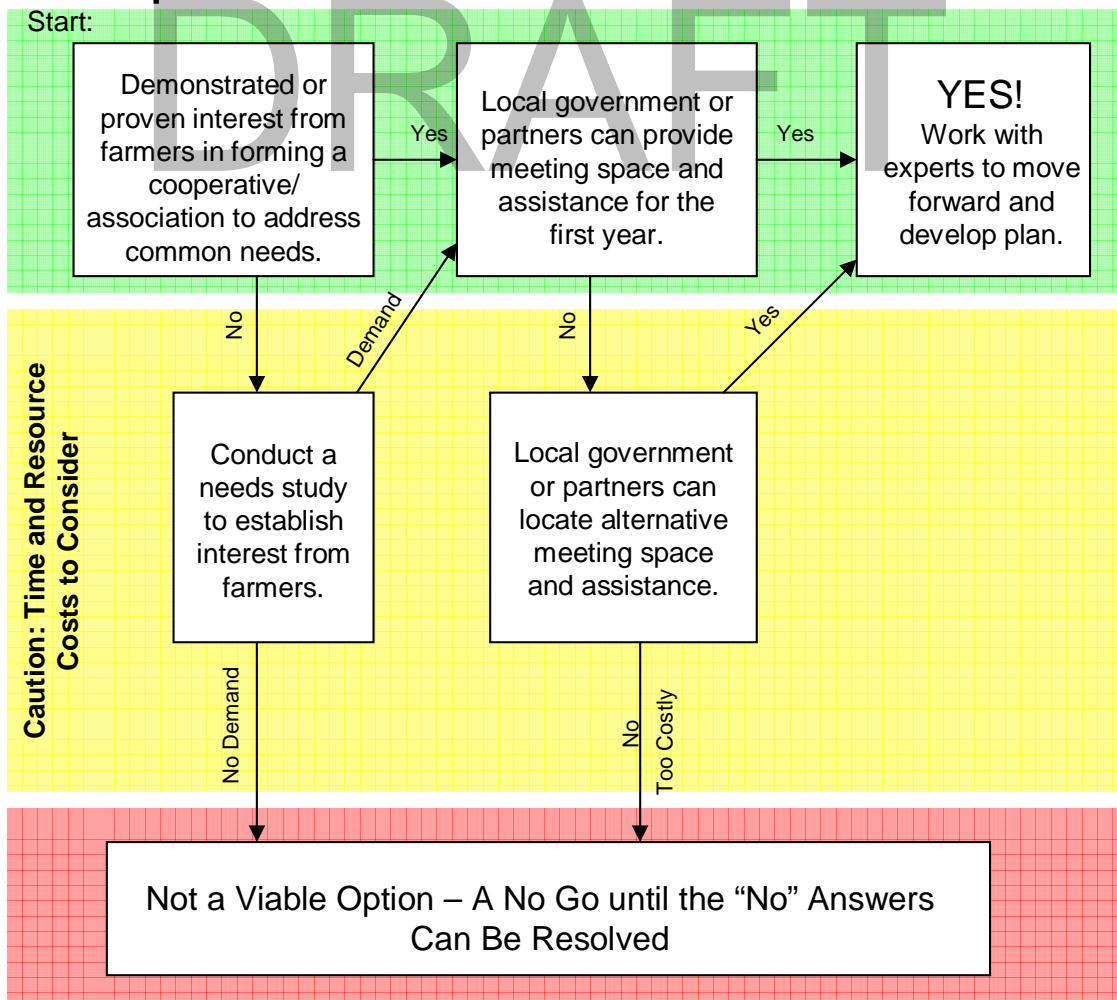 DRAFT
Start:
Demonstrated or
proven interest from
farmers in forming a
cooperative/
association to address
common needs.
Yes
Local government or
partners can provide
meeting space and
assistance for the
first year.
Yes
YES!
Work with
experts to move
forward and
develop plan.
No
Demand
No
Yes
Caution: Time and Resource
Costs to Consider
Conduct a
needs study
to establish
interest from
farmers.
Local government
or partners can
locate alternative
meeting space
and assistance.
No Demand
No
Too Costly
Not a Viable Option – A No Go until the “No” Answers
Can Be Resolved